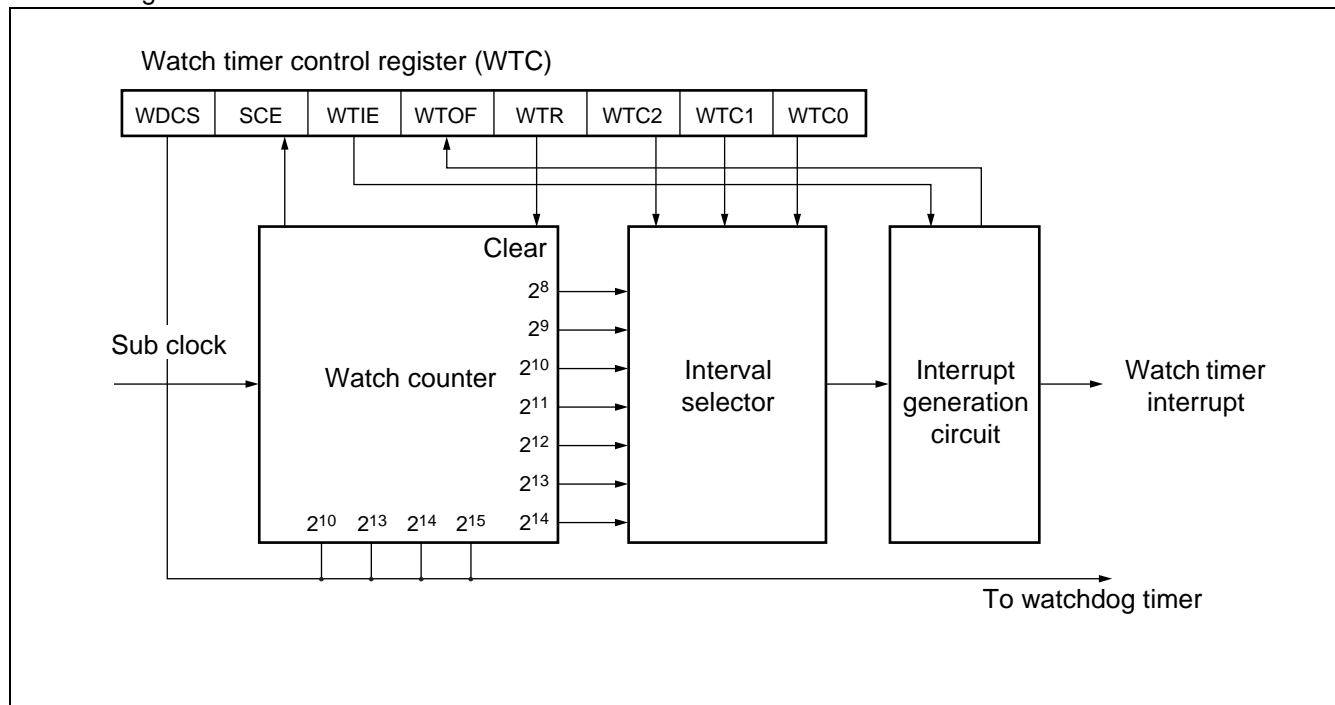 Watch timer control register (WTC)
WDCS SCE WTIE WTOF WTR WTC2 WTC1 WTC0
Clear
2⁸
2⁹
Sub clock
2¹⁰
Watch counter
Interval
selector
Interrupt
generation
circuit
Watch timer
interrupt
2¹¹
2¹²
2¹³
2¹⁰ 2¹³ 2¹⁴ 2¹⁵ 2¹⁴
To watchdog timer